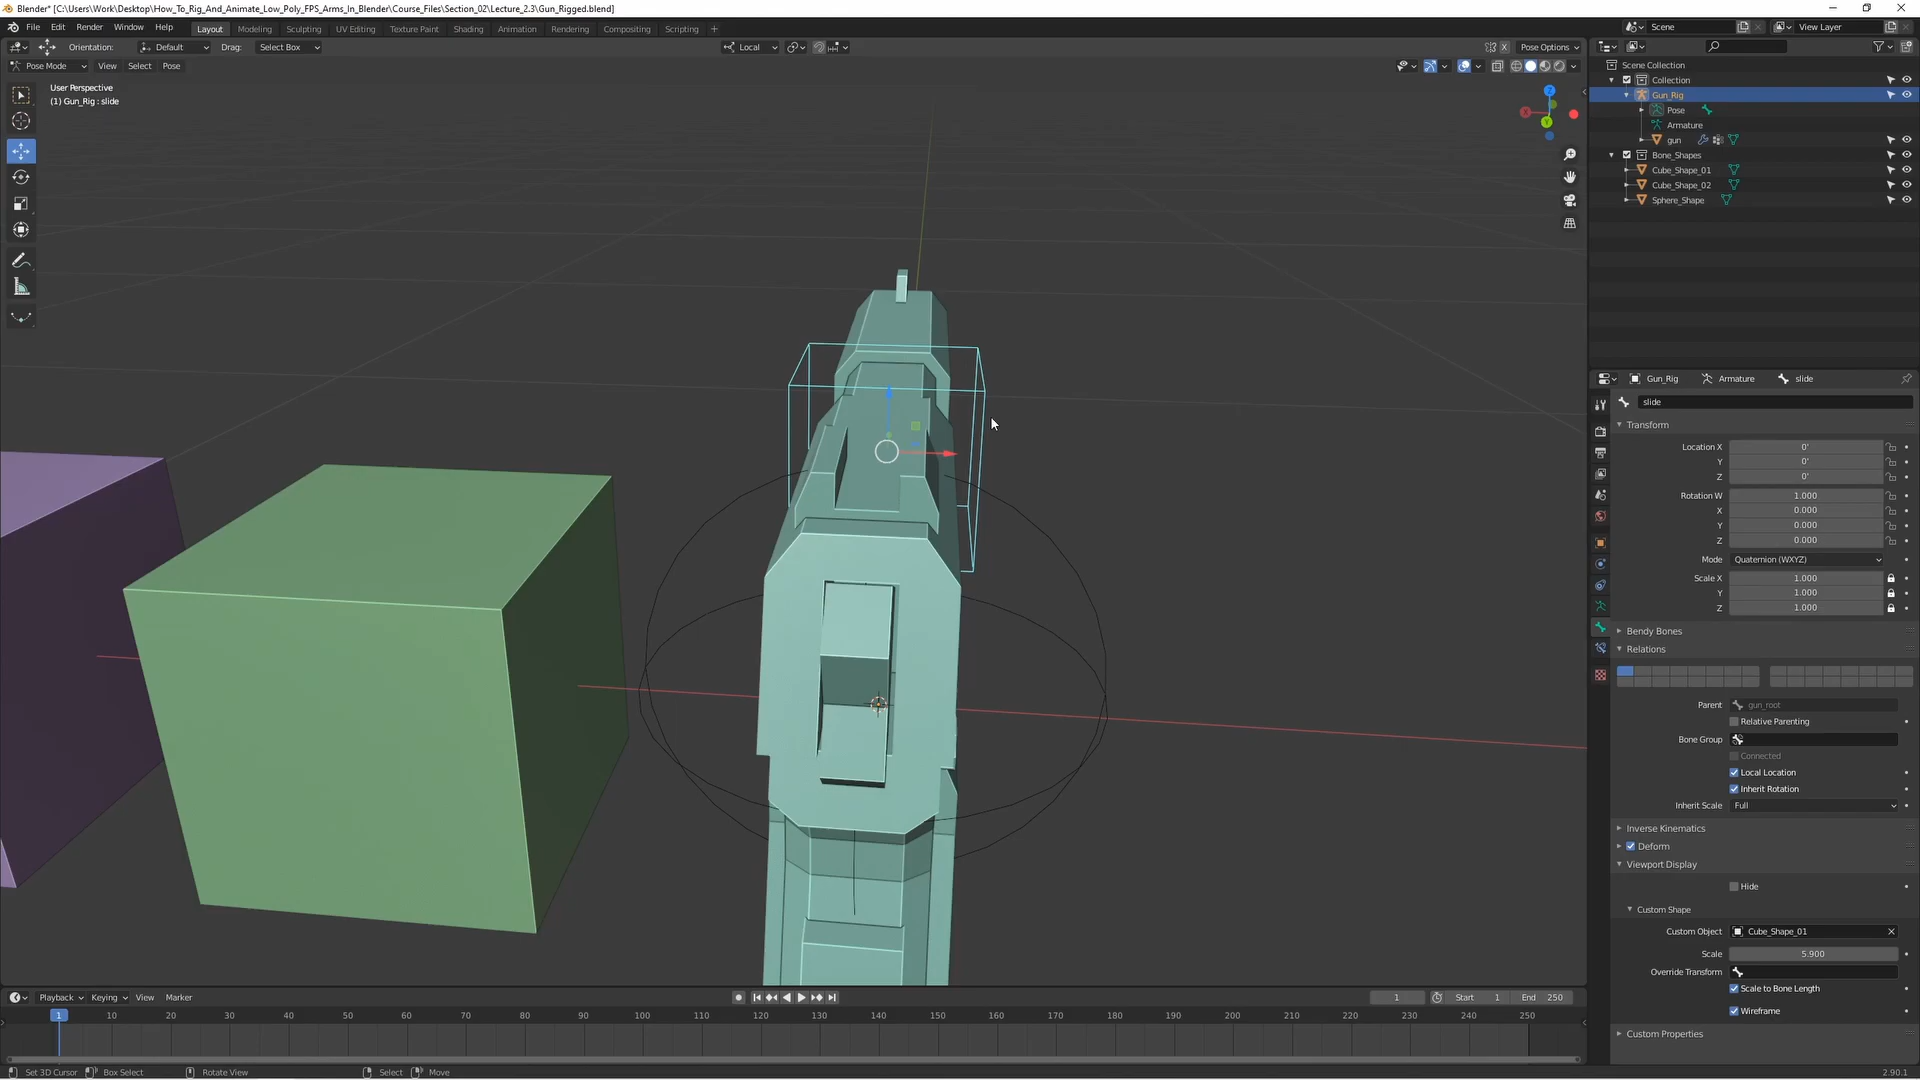 Blender* [C:\Users\Work\Desktop\How_To_Rig_And_Animate_Low_Poly_FPS_Arms_In_Blender\Course_Files\Section_02\Lecture_2.3\Gun_Rigged.blend]
File Edit Render Window Help Layout Modeling Sculpting UV Editing Texture Paint Shading Animation Rendering Compositing Scripting +
Scene View Layer
Orientation: Default Drag: Select Box Local X Pose Options
Pose Mode View Select Pose
User Perspective
(1) Gun_Rig : slide
Z
X
Y
Scene Collection
Collection
Gun_Rig
Pose
Armature
gun
Bone_Shapes
Cube_Shape_01
Cube_Shape_02
Sphere_Shape
Gun_Rig Armature slide
slide
Transform
Location X 0'
Y 0'
Z 0'
Rotation W 1.000
X 0.000
Y 0.000
Z 0.000
Mode Quaternion (WXYZ)
Scale X 1.000
Y 1.000
Z 1.000
Bendy Bones
Relations
Parent gun_root
Relative Parenting
Bone Group
Connected
Local Location
Inherit Rotation
Inherit Scale Full
Inverse Kinematics
Deform
Viewport Display
Hide
Custom Shape
Custom Object Cube_Shape_01
Scale 5.900
Override Transform
Scale to Bone Length
Wireframe
Custom Properties
Playback Keying View Marker 1 Start 1 End 250
1 10 20 30 40 50 60 70 80 90 100 110 120 130 140 150 160 170 180 190 200 210 220 230 240 250
Set 3D Cursor Box Select Rotate View Select Move 2.90.1